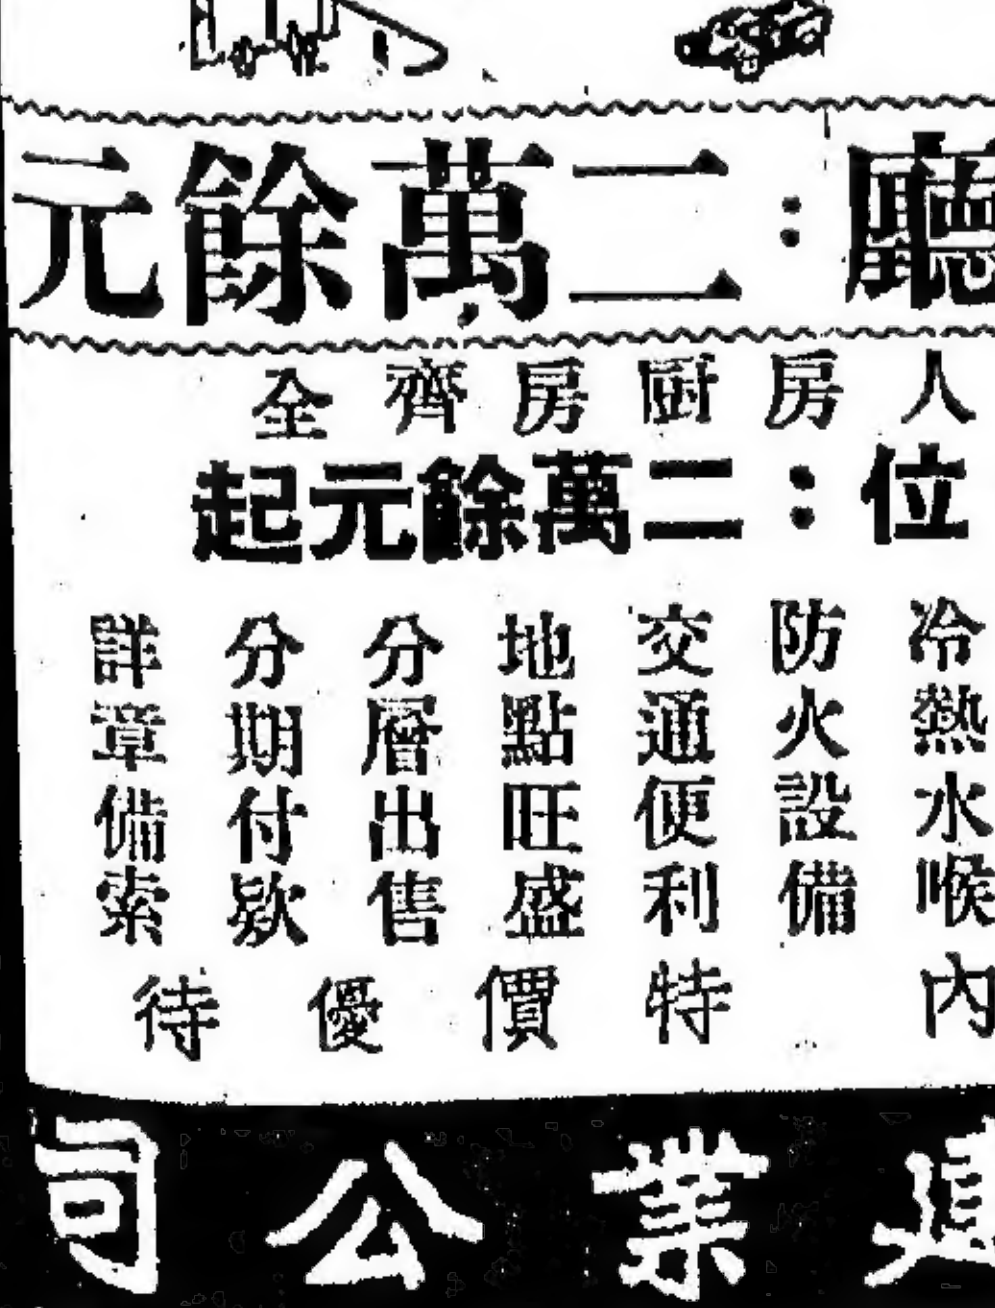 廳：二萬餘元
人房厨房齊全
位：二萬餘元起
冷熱水喉
防火設備
交通便利
地點旺盛
分層出售
分期付款
詳章備索
內 特價優待
業公司